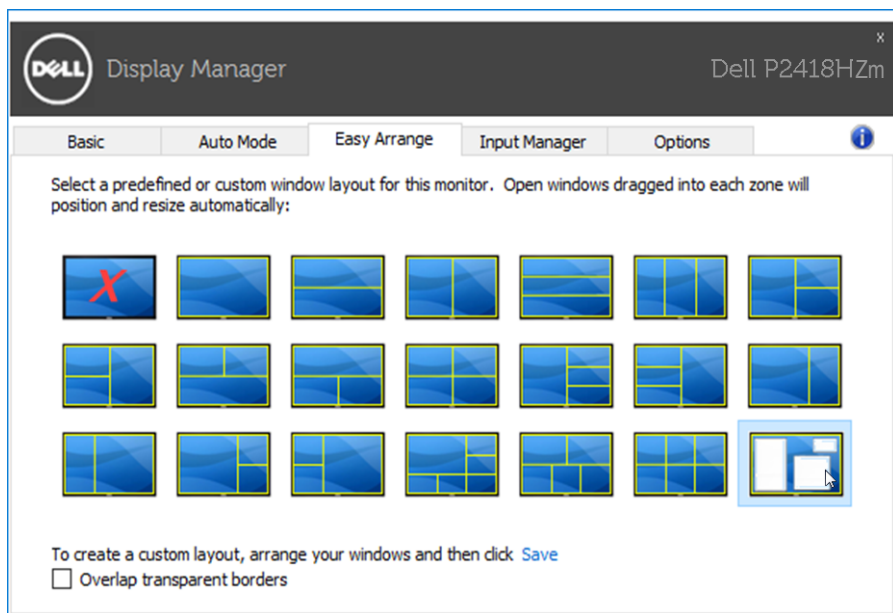 x
DELL
Display Manager
Dell P2418HZm
Basic
Auto Mode
Easy Arrange
Input Manager
Options
i
Select a predefined or custom window layout for this monitor. Open windows dragged into each zone will
position and resize automatically:
X
To create a custom layout, arrange your windows and then click Save
Overlap transparent borders